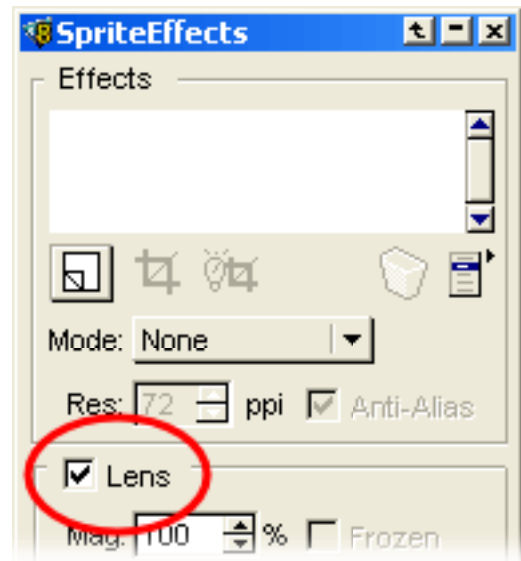 SpriteEffects
Effects
Mode: None
Res: 72 ppi Anti-Alias
Lens
Mag: 100 % Frozen